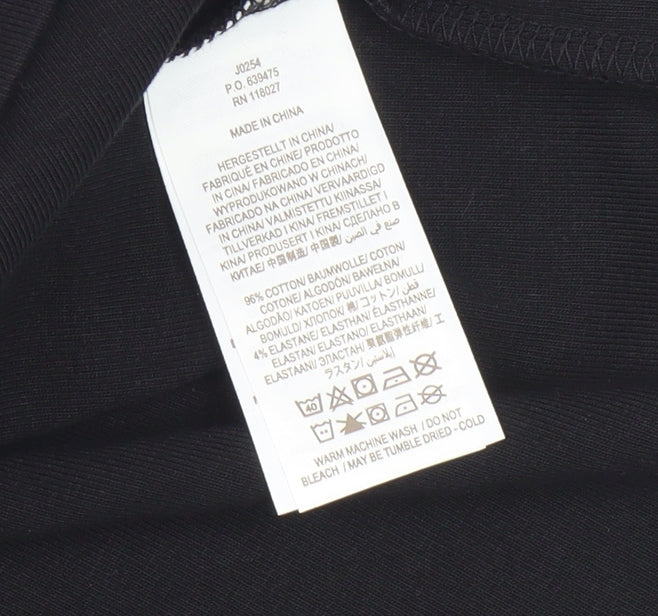 J0254
P.O. 639475
RN 118027
MADE IN CHINA
HERGESTELLT IN CHINA/
FABRIQUÉ EN CHINE/ PRODOTTO
IN CINA/ FABRICADO EN CHINA/
WYPRODUKOWANO W CHINACH/
FABRICADO NA CHINA/ VERVAARDIGD
IN CHINA/ VALMISTETTU KIINASSA/
TILLVERKAD I KINA/ FREMSTILLET I
KINA/ PRODUSERT I KINA/ СДЕЛАНО В
КИТАЕ/ 中国制造/ 中国製/ صنع في الصين
96% COTTON/ BAUMWOLLE/ COTON/
COTONE/ ALGODÓN/ BAWEŁNA/
ALGODÃO/ KATOEN/ PUUVILLA/ BOMULL/
BOMULD/ ХЛОПОК/ 棉/ コットン/ قطن
4% ELASTANE/ ELASTHAN/ ÉLASTHANNE/
ELASTAN/ ELASTANO/ ELASTAAN/
ELASTAANI/ ЭЛАСТАН/ 聚氨酯弹性纤维/ エ
ラスタン/ إيلاستين
40
WARM MACHINE WASH / DO NOT
BLEACH / MAY BE TUMBLE DRIED - COLD